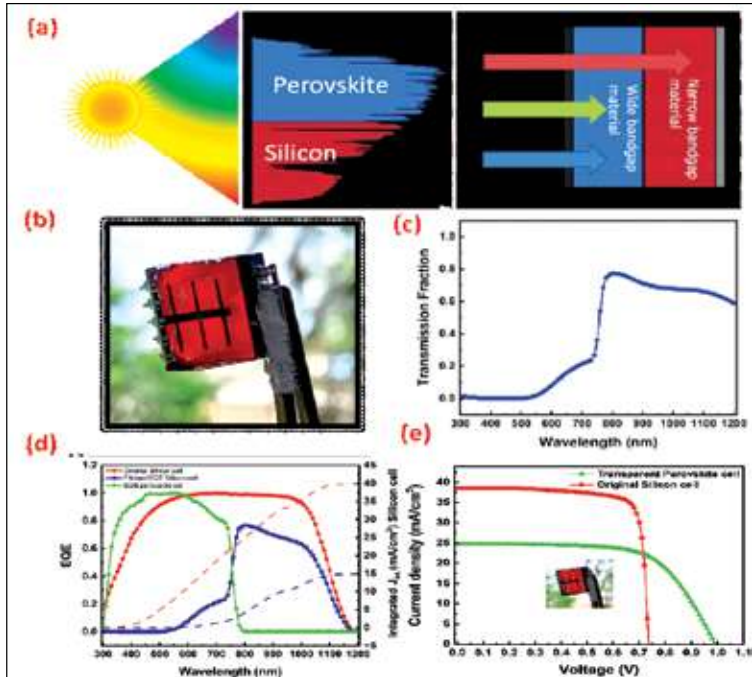 (a)
Perovskite
Silicon
Wide bandgap
material
Narrow bandgap
material
(b)
(c)
Transmission Fraction
1.0
0.8
0.6
0.4
0.2
0.0
300 400 500 600 700 800 900 1000 1100 1200
Wavelength (nm)
(d)
EQE
1.2
1.0
0.8
0.6
0.4
0.2
0.0
silicon cell
Integrated J (mA/cm²) Silicon cell
45
40
35
30
25
20
15
10
5
0
-5
300 400 500 600 700 800 900 1000 1100 1200
Wavelength (nm)
(e)
Transparent Perovskite cell
Original Silicon cell
Current density (mA/cm²)
45
40
35
30
25
20
15
10
5
0
0.0 0.1 0.2 0.3 0.4 0.5 0.6 0.7 0.8 0.9 1.0 1.1
Voltage (V)